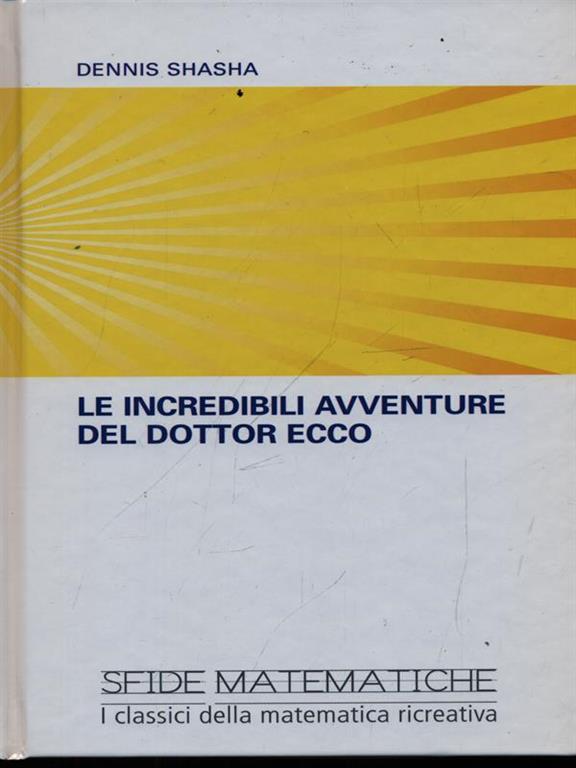 DENNIS SHASHA
LE INCREDIBILI AVVENTURE
DEL DOTTOR ECCO
SFIDE MATEMATICHE
I classici della matematica ricreativa